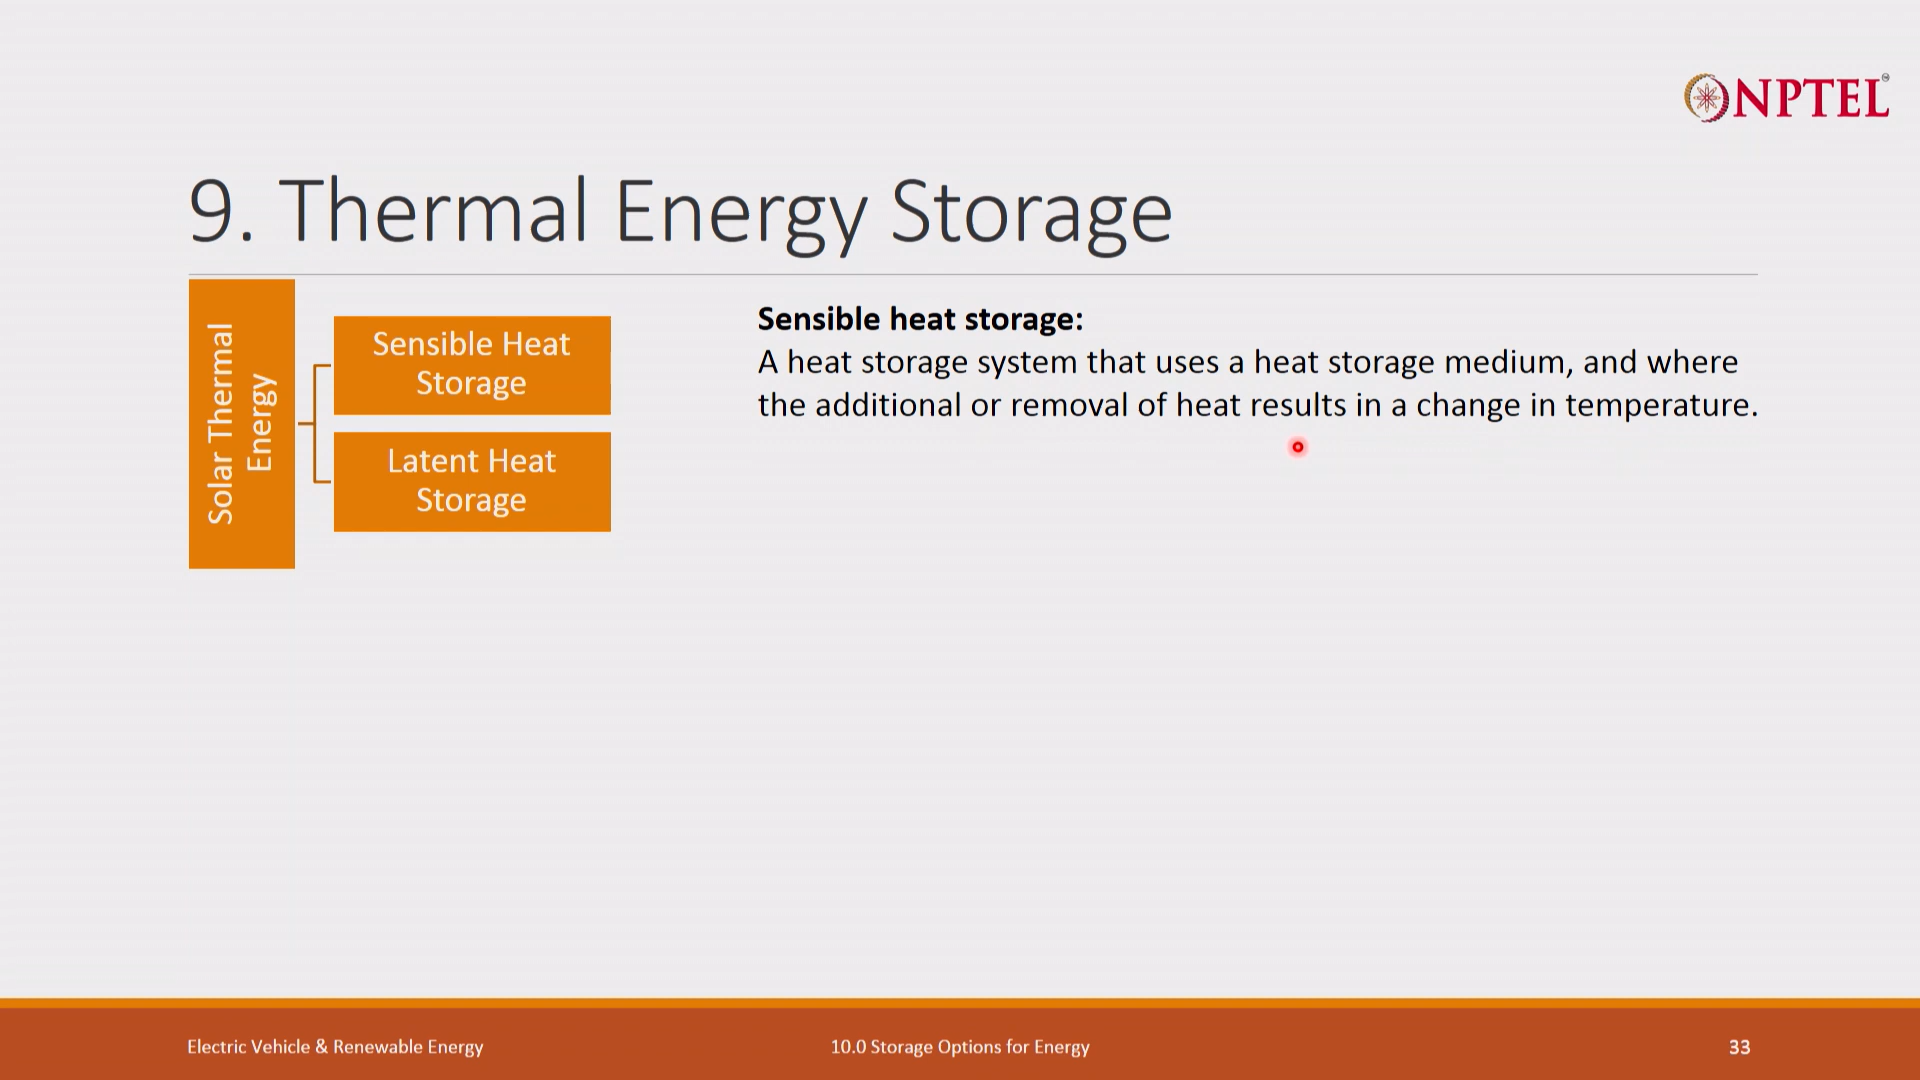 NPTEL
9. Thermal Energy Storage
Solar Thermal
Energy
Sensible Heat
Storage
Latent Heat
Storage
Sensible heat storage:
A heat storage system that uses a heat storage medium, and where
the additional or removal of heat results in a change in temperature.
Electric Vehicle & Renewable Energy
10.0 Storage Options for Energy
33